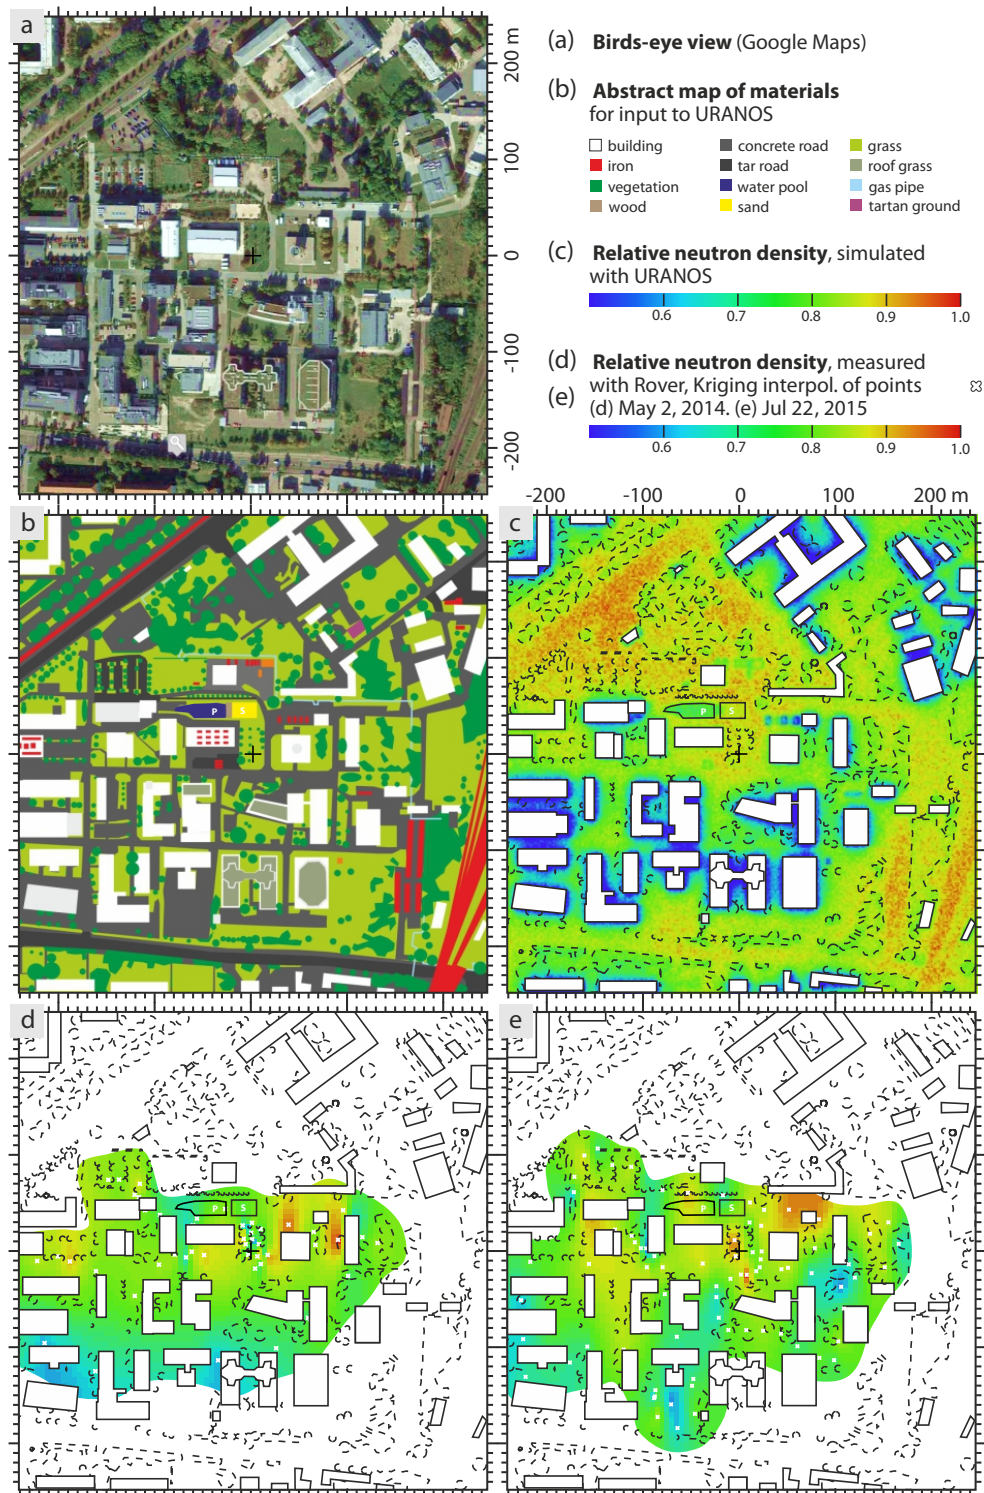 a
200 m
100
0
-100
-200
(a) Birds-eye view (Google Maps)
(b) Abstract map of materials
for input to URANOS
building
concrete road
grass
iron
tar road
roof grass
vegetation
water pool
gas pipe
wood
sand
tartan ground
(c) Relative neutron density, simulated
with URANOS
0.6 0.7 0.8 0.9 1.0
(d) Relative neutron density, measured
(e) with Rover, Kriging interpol. of points
(d) May 2, 2014. (e) Jul 22, 2015
0.6 0.7 0.8 0.9 1.0
-200 -100 0 100 200 m
b
P S
c
P S
d
P S
e
P S